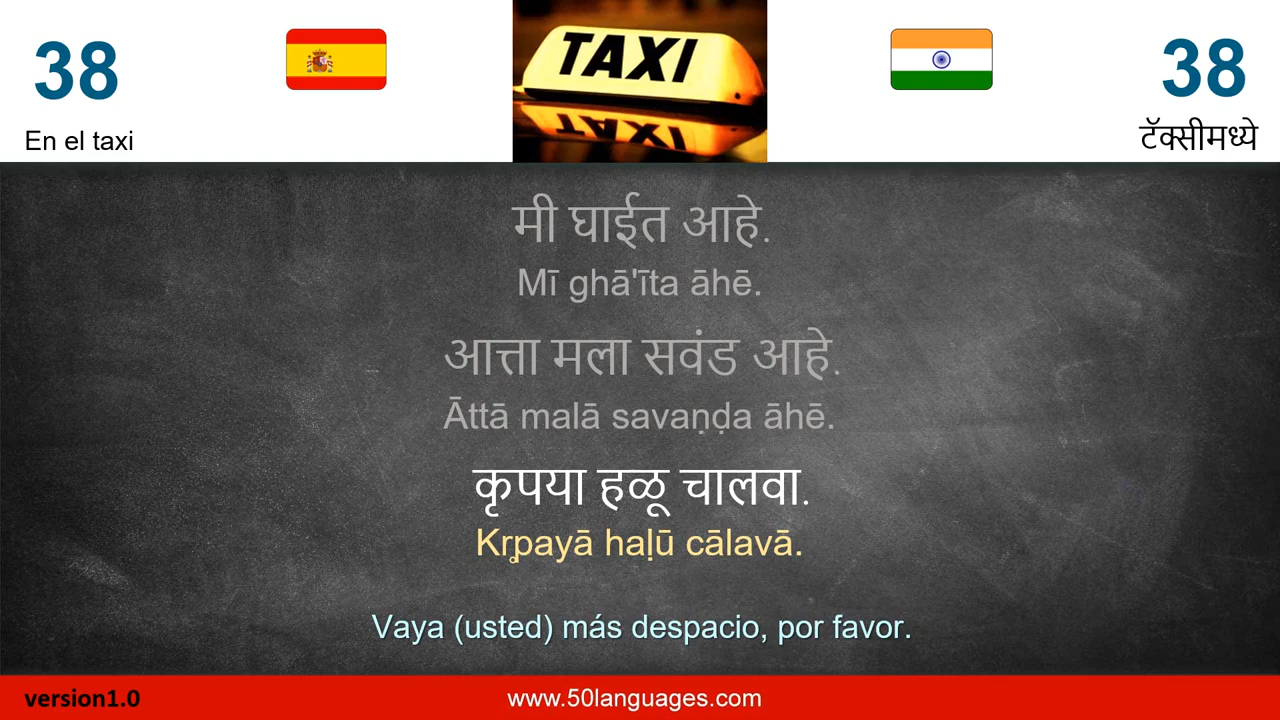 38
38
En el taxi
TAXI
टॅक्सीमध्ये
मी घाईत आहे.
Mī ghā'īta āhē.
आत्ता मला सवंड आहे.
Āttā malā savaṇḍa āhē.
कृपया हळू चालवा.
Kr̥payā haḷū cālavā.
Vaya (usted) más despacio, por favor.
version1.0
www.50languages.com